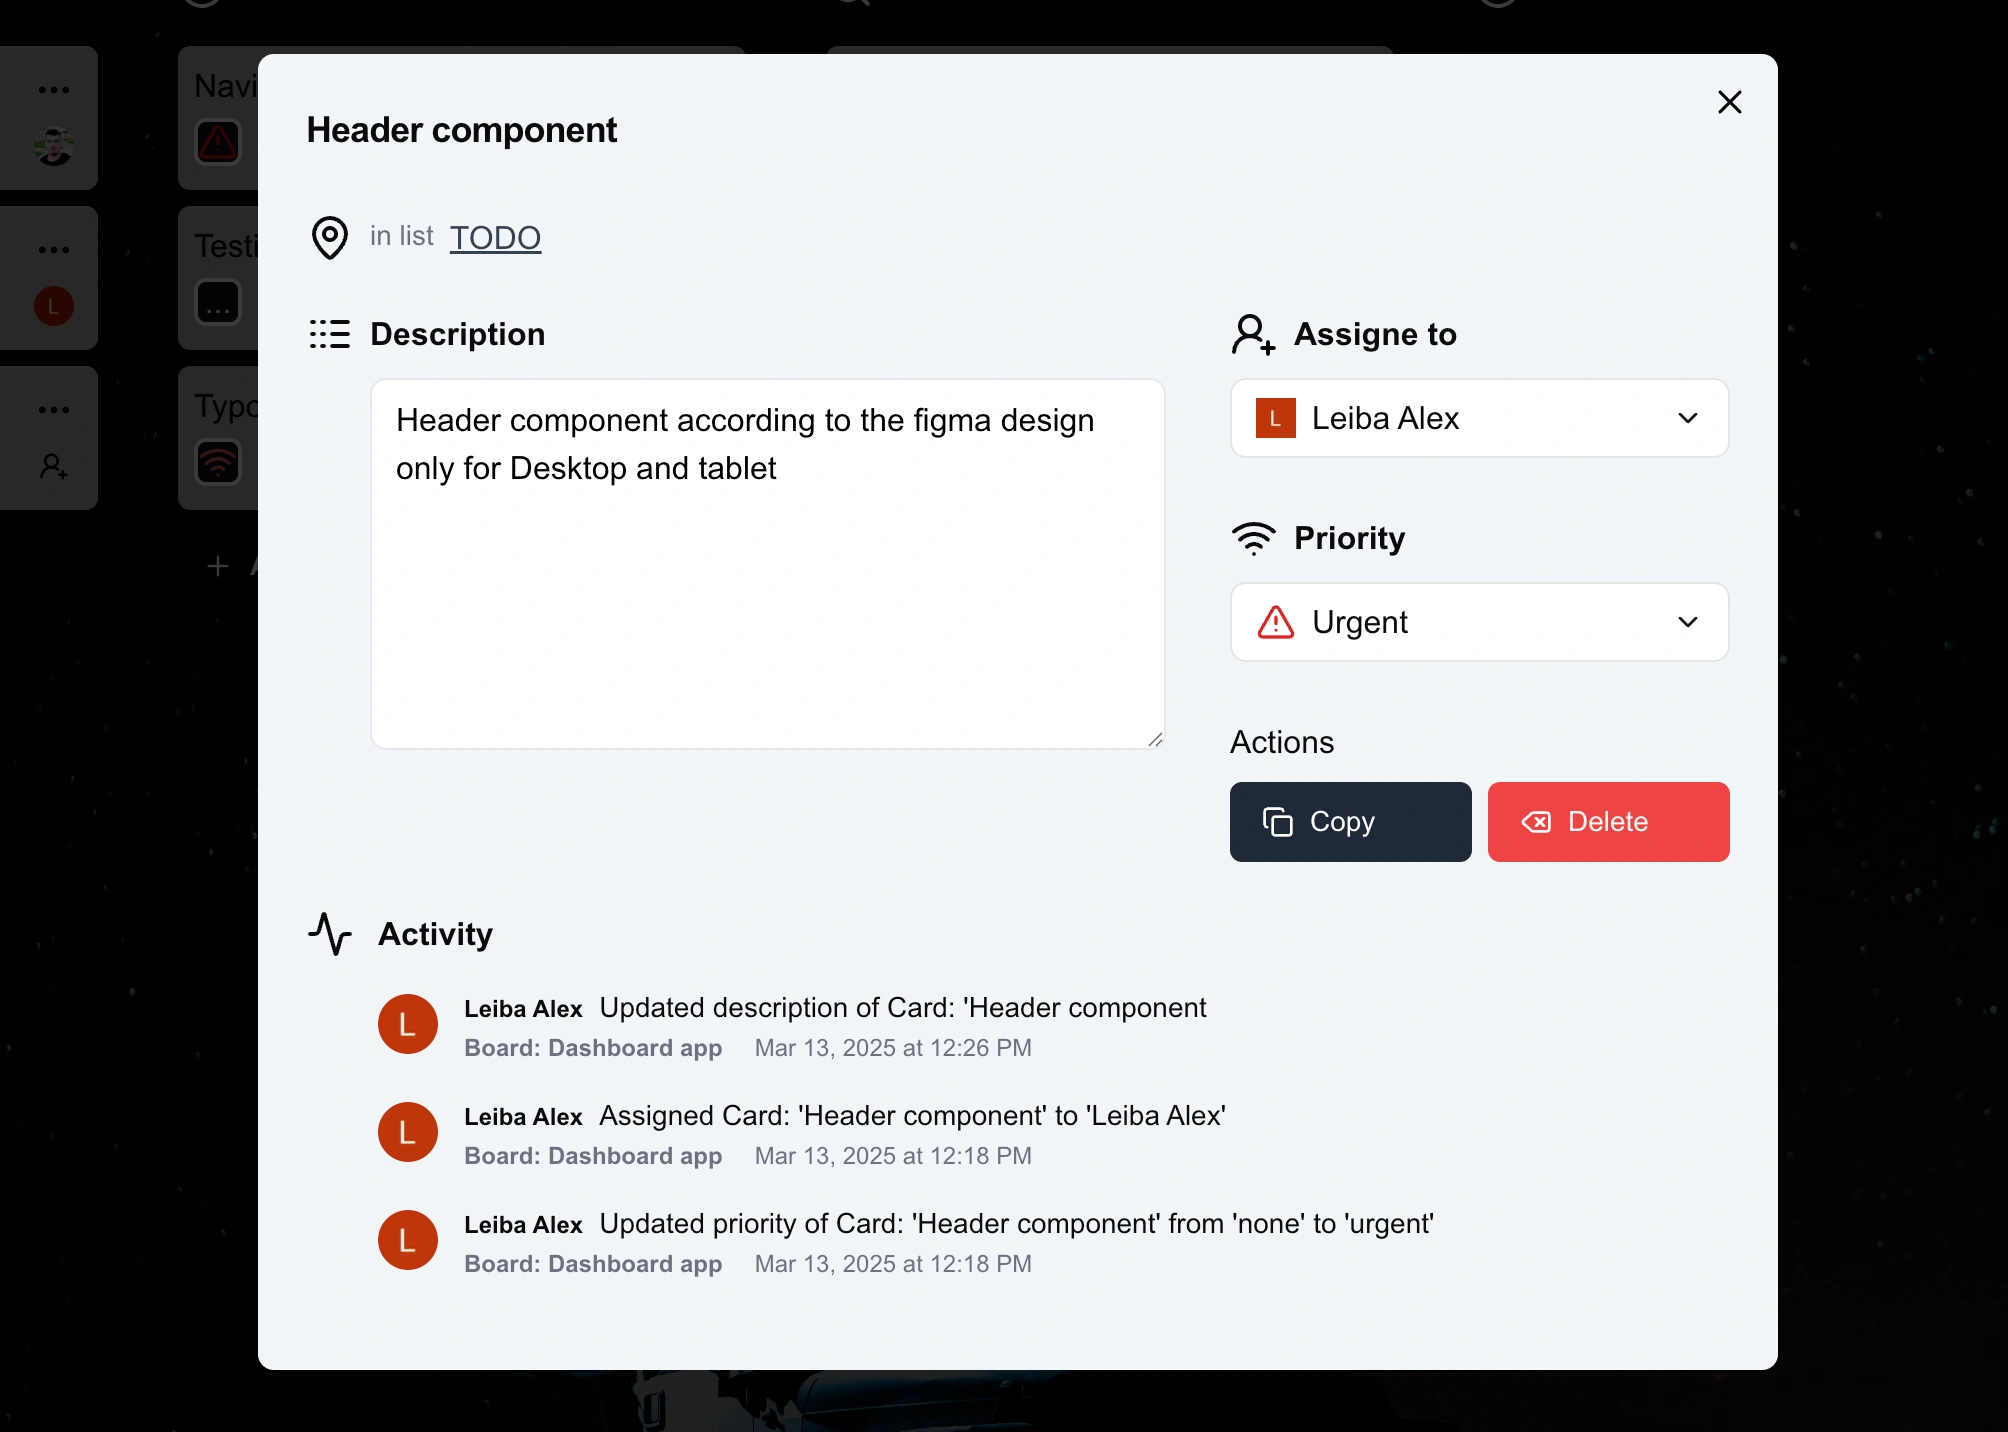 Header component
in list TODO
Description
Header component according to the figma design
only for Desktop and tablet
Assigne to
L Leiba Alex
Priority
Urgent
Actions
Copy
Delete
Activity
L
Leiba Alex Updated description of Card: 'Header component
Board: Dashboard app Mar 13, 2025 at 12:26 PM
L
Leiba Alex Assigned Card: 'Header component' to 'Leiba Alex'
Board: Dashboard app Mar 13, 2025 at 12:18 PM
L
Leiba Alex Updated priority of Card: 'Header component' from 'none' to 'urgent'
Board: Dashboard app Mar 13, 2025 at 12:18 PM
Navi
Testi
L
Typo